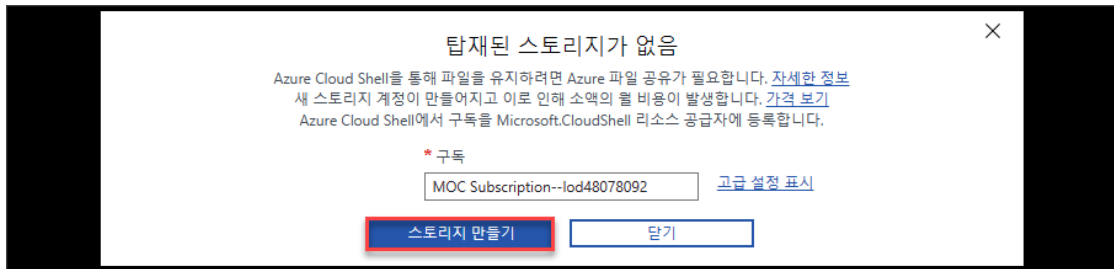 탑재된 스토리지가 없음
Azure Cloud Shell을 통해 파일을 유지하려면 Azure 파일 공유가 필요합니다. 자세한 정보
새 스토리지 계정이 만들어지고 이로 인해 소액의 월 비용이 발생합니다. 가격 보기
Azure Cloud Shell에서 구독을 Microsoft.CloudShell 리소스 공급자에 등록합니다.
* 구독
MOC Subscription--lod48078092 고급 설정 표시
스토리지 만들기 닫기